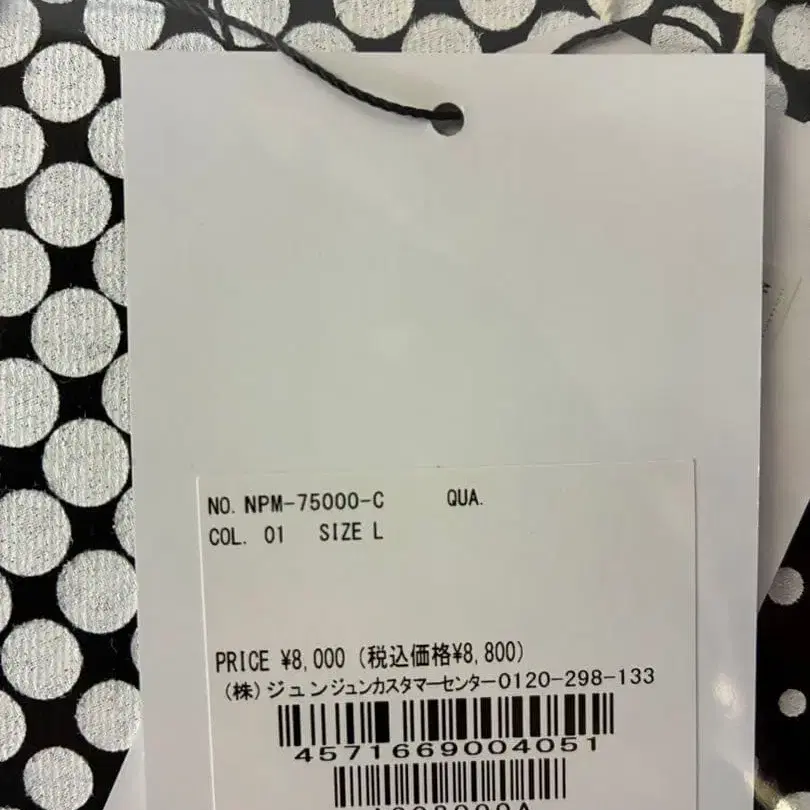 NO. NPM-75000-C QUA.
COL. 01 SIZE L
PRICE ¥8,000 (税込価格¥8,800)
(株)ジュンジュンカスタマーセンター0120-298-133
4571669004051